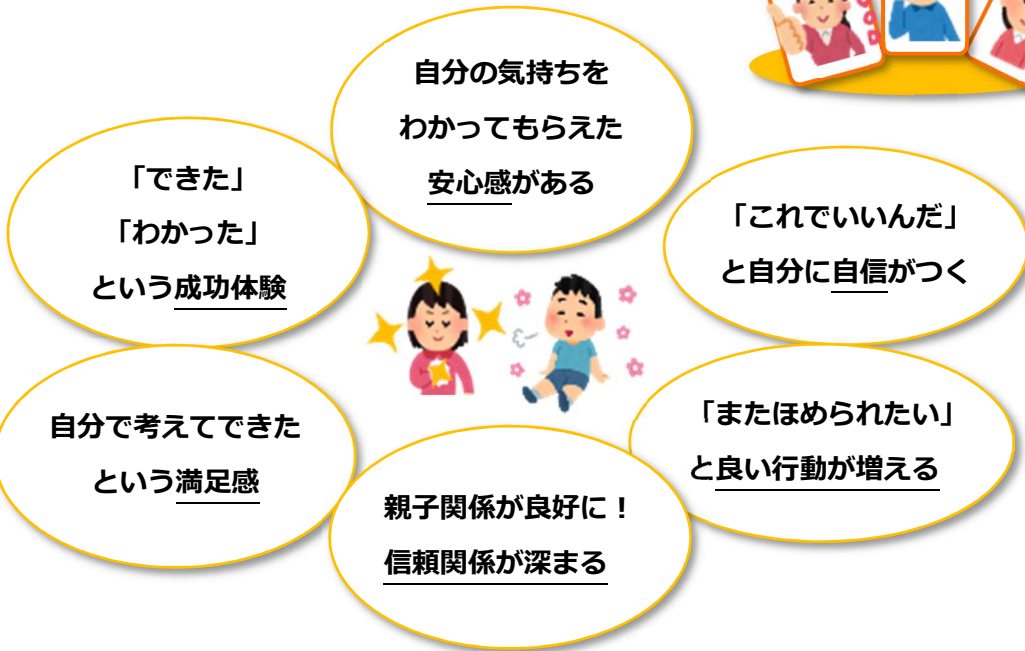 自分の気持ちを
わかってもらえた
安心感がある
「できた」
「わかった」
という成功体験
「これでいいんだ」
と自分に自信がつく
自分で考えてできた
という満足感
「またほめられたい」
と良い行動が増える
親子関係が良好に！
信頼関係が深まる